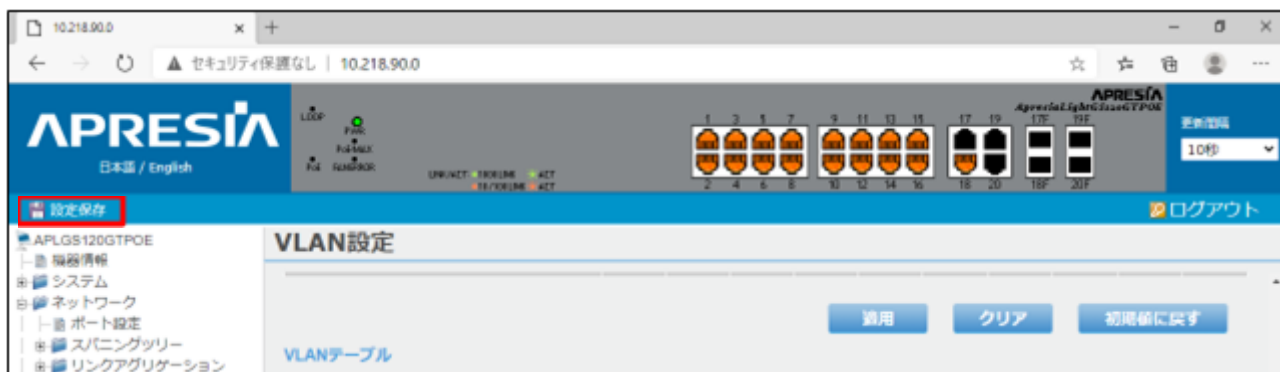 10.218.90.0
セキュリティ保護なし | 10.218.90.0
APRESIA
日本語 / English
LOOP
PWR
PoE
APRESIA
ApresiaLightGS120GTPOE
1 3 5 7 9 11 13 15 17 19 17F 19F
2 4 6 8 10 12 14 16 18 20 18F 20F
更新間隔
10秒
設定保存
ログアウト
APLGS120GTPOE
機器情報
システム
ネットワーク
ポート設定
スパニングツリー
リンクアグリゲーション
VLAN設定
適用 クリア 初期値に戻す
VLANテーブル